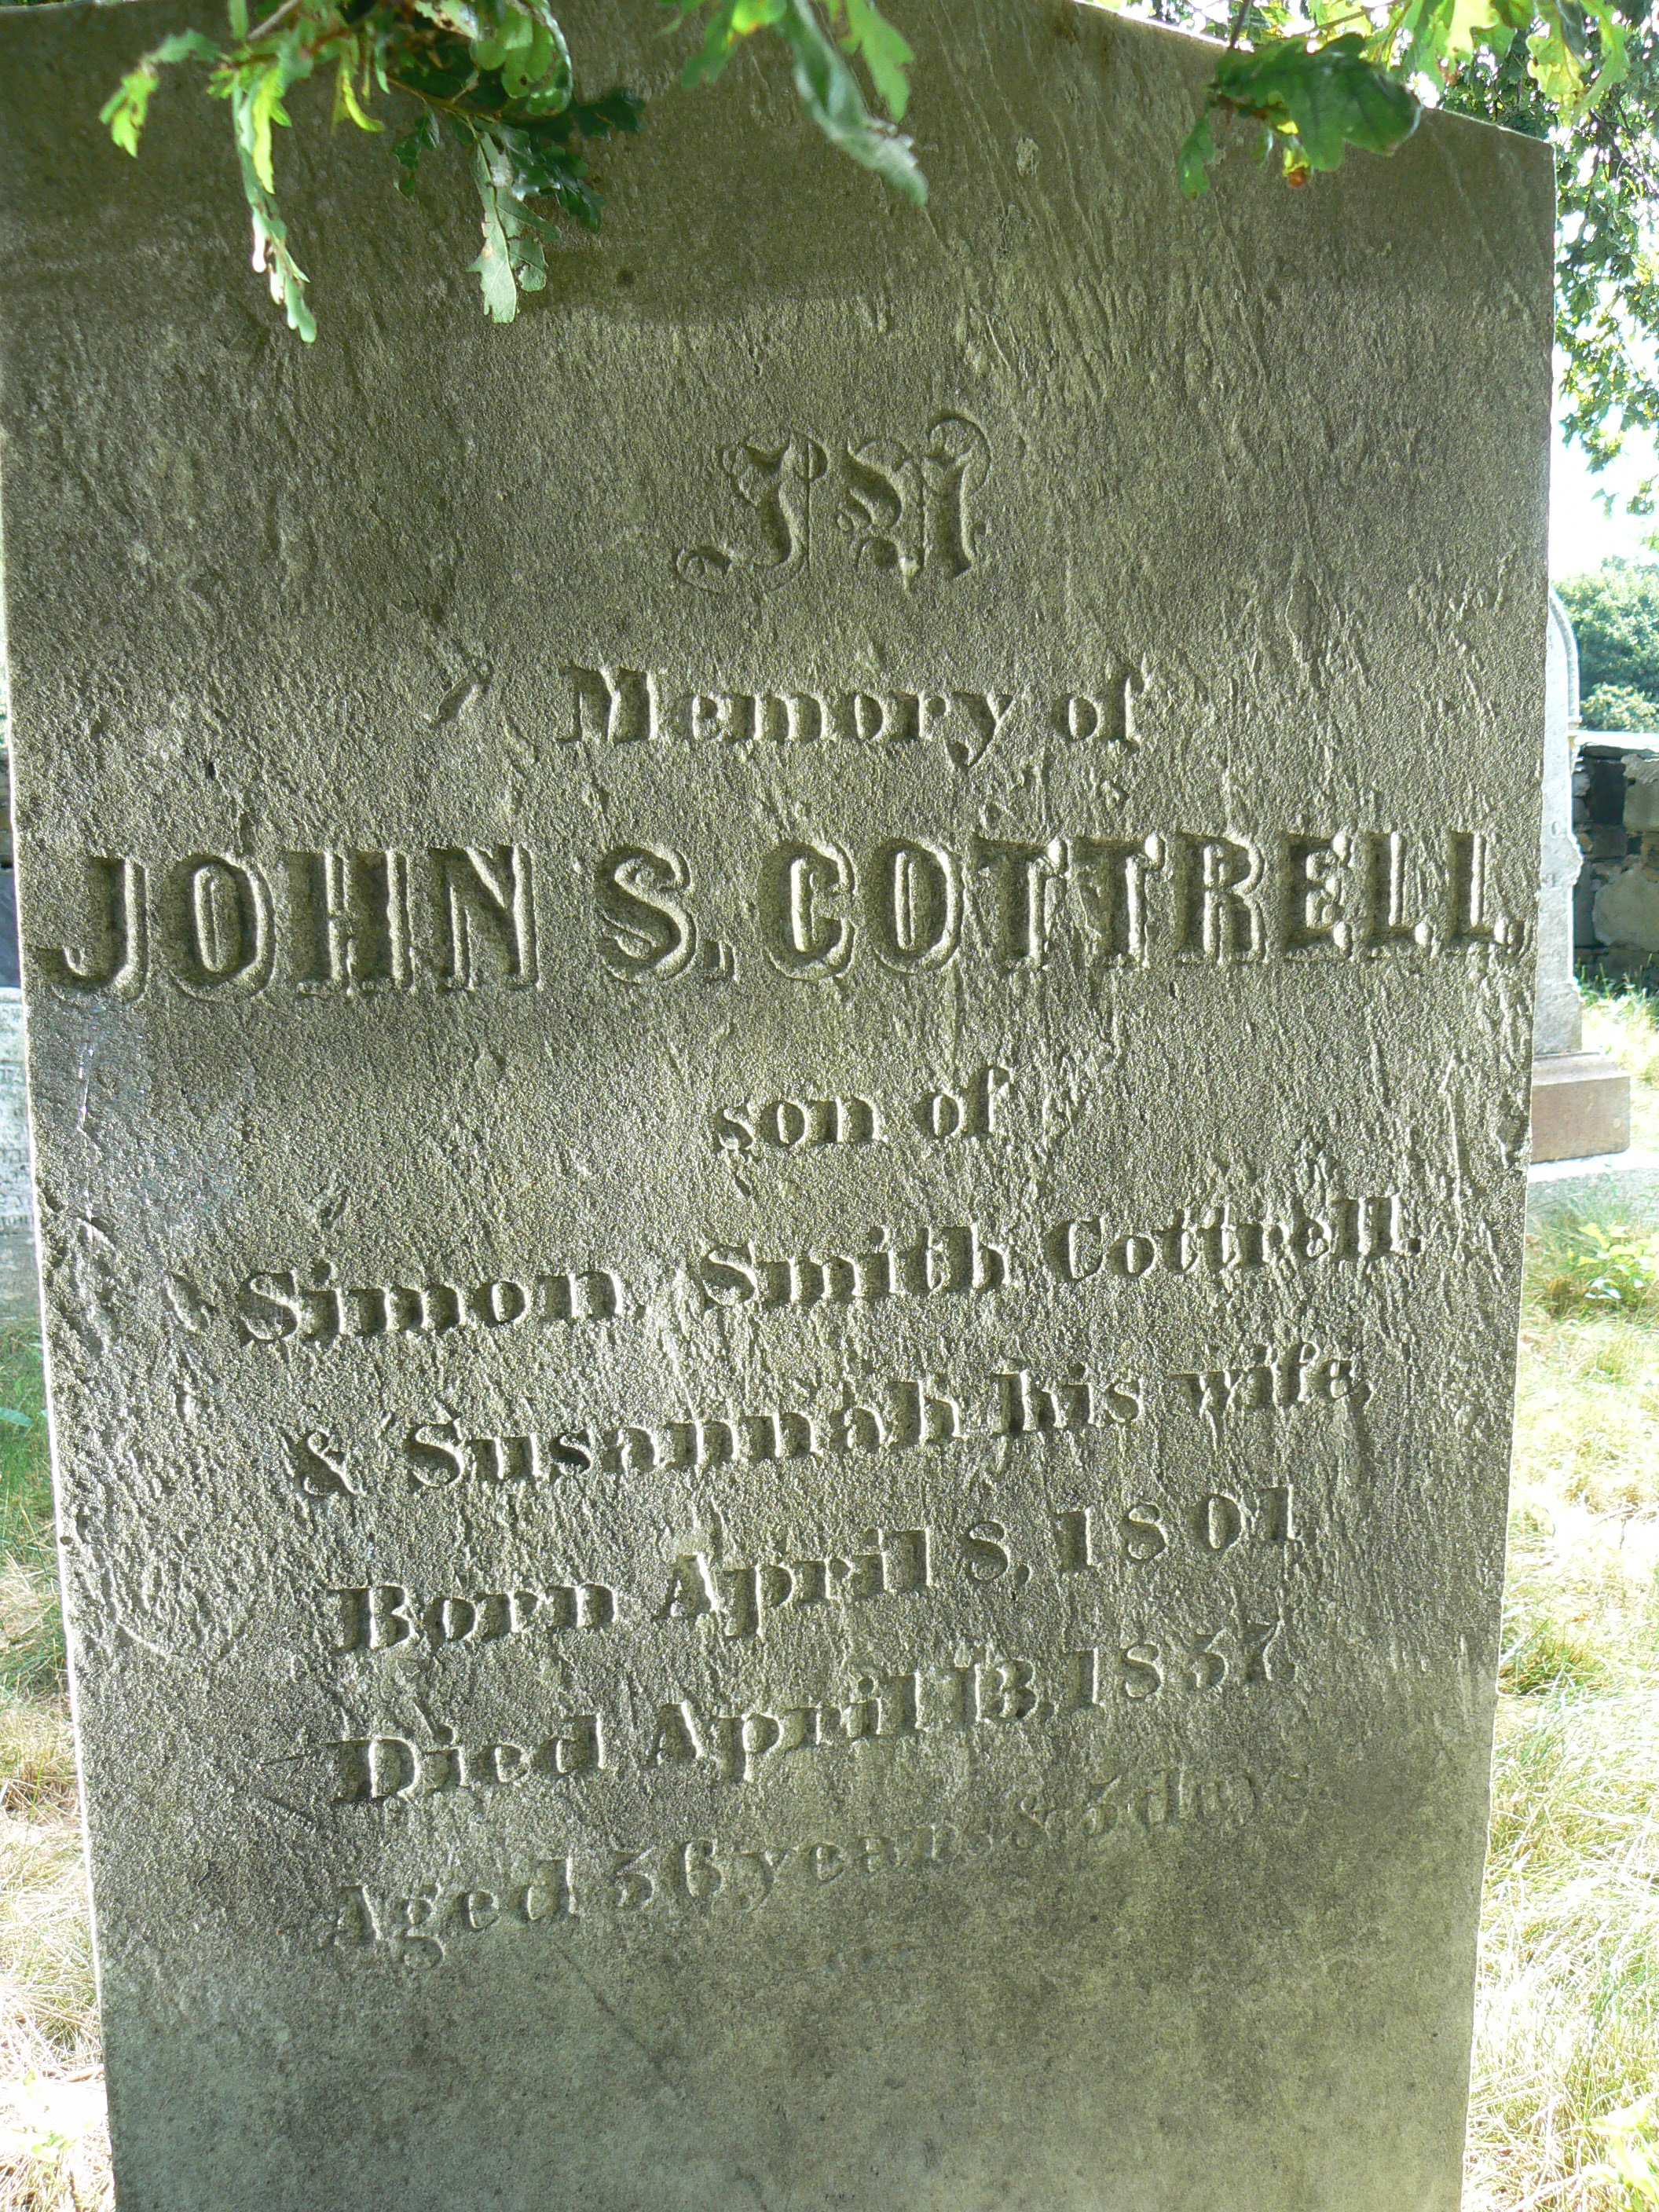 IN
Memory of
JOHN S. COTTRELL,
son of
Simon, Smith Cottrell.
& Susannah his wife,
Born April 8, 1801
Died April 13, 1837.
Aged 36 years & 5 days.